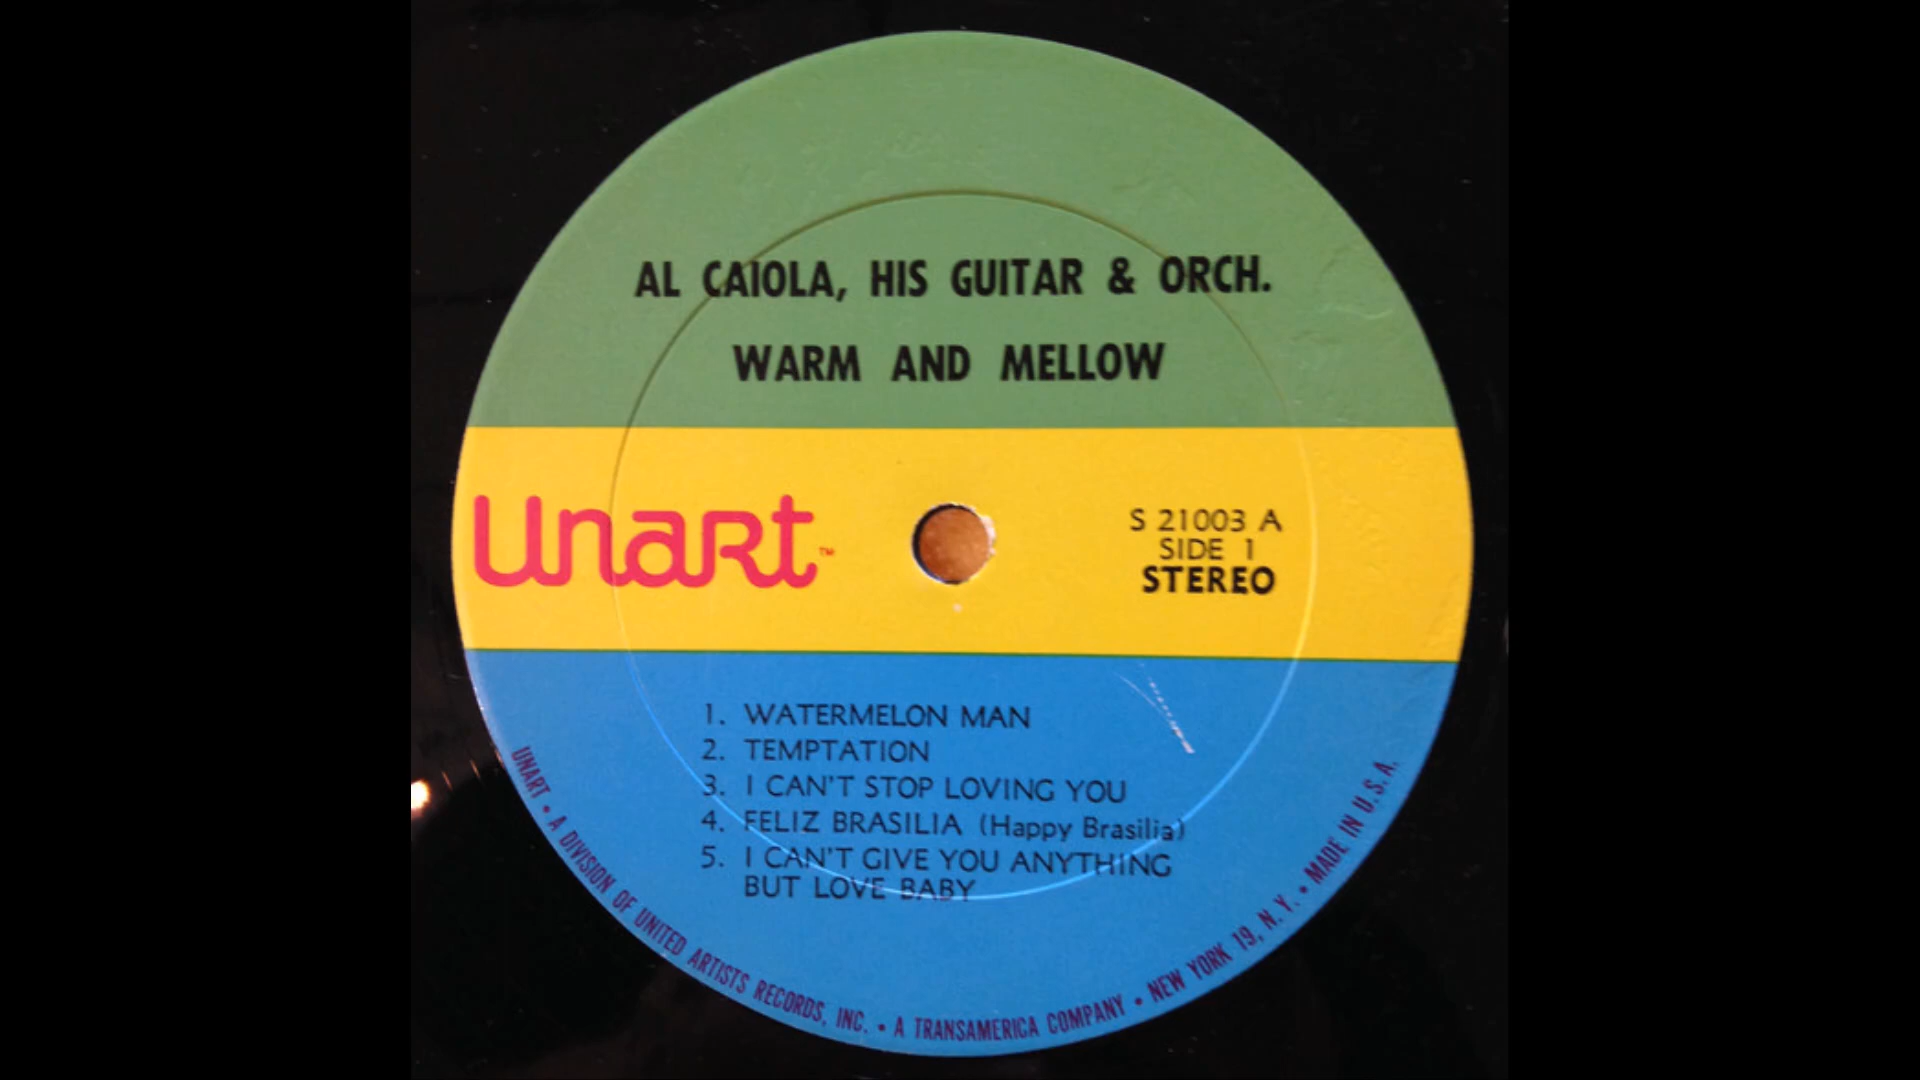 AL CAIOLA, HIS GUITAR & ORCH.
WARM AND MELLOW
UnaRt™
S 21003 A
SIDE 1
STEREO
1. WATERMELON MAN
2. TEMPTATION
3. I CAN'T STOP LOVING YOU
4. FELIZ BRASILIA (Happy Brasilia)
5. I CAN'T GIVE YOU ANYTHING
BUT LOVE BABY
UNART • A DIVISION OF UNITED ARTISTS RECORDS, INC. • A TRANSAMERICA COMPANY • NEW YORK 19, N.Y. • MADE IN U.S.A.